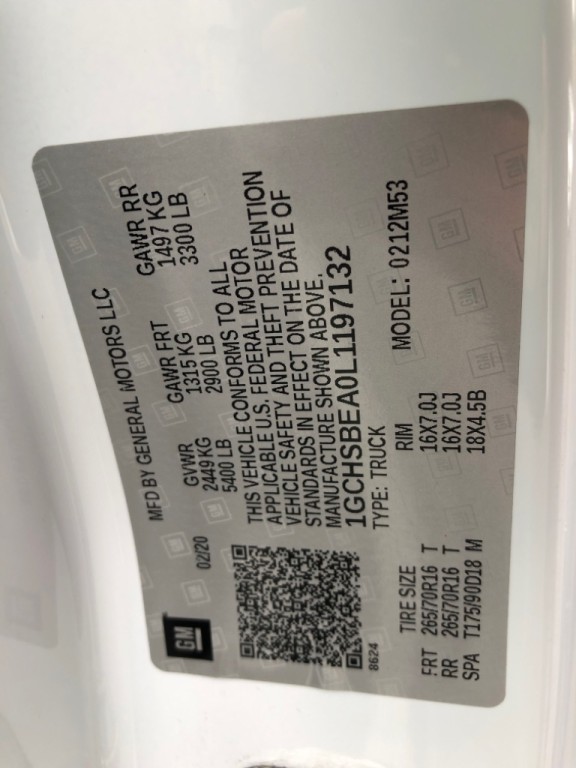 GM
MFD BY GENERAL MOTORS LLC
02/20
GVWR GAWR FRT GAWR RR
2449 KG 1315 KG 1497 KG
5400 LB 2900 LB 3300 LB
THIS VEHICLE CONFORMS TO ALL
APPLICABLE U.S. FEDERAL MOTOR
VEHICLE SAFETY AND THEFT PREVENTION
STANDARDS IN EFFECT ON THE DATE OF
MANUFACTURE SHOWN ABOVE.
1GCHSBEA0L1197132
8624
TYPE: TRUCK MODEL: 0212M53
TIRE SIZE RIM
FRT 265/70R16 T 16X7.0J
RR 265/70R16 T 16X7.0J
SPA T175/90D18 M 18X4.5B